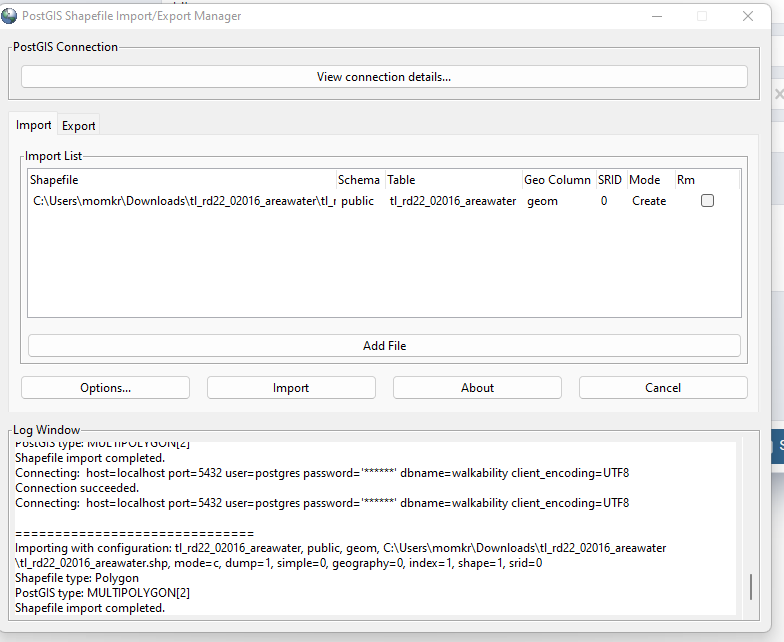 PostGIS Shapefile Import/Export Manager
PostGIS Connection
View connection details...
Import Export
Import List
Shapefile Schema Table Geo Column SRID Mode Rm
C:\Users\momkr\Downloads\tl_rd22_02016_areawater\tl_r public tl_rd22_02016_areawater geom 0 Create
Add File
Options... Import About Cancel
Log Window
PostGIS type: MULTIPOLYGON[2]
Shapefile import completed.
Connecting: host=localhost port=5432 user=postgres password='******' dbname=walkability client_encoding=UTF8
Connection succeeded.
Connecting: host=localhost port=5432 user=postgres password='******' dbname=walkability client_encoding=UTF8
==============================
Importing with configuration: tl_rd22_02016_areawater, public, geom, C:\Users\momkr\Downloads\tl_rd22_02016_areawater
\tl_rd22_02016_areawater.shp, mode=c, dump=1, simple=0, geography=0, index=1, shape=1, srid=0
Shapefile type: Polygon
PostGIS type: MULTIPOLYGON[2]
Shapefile import completed.